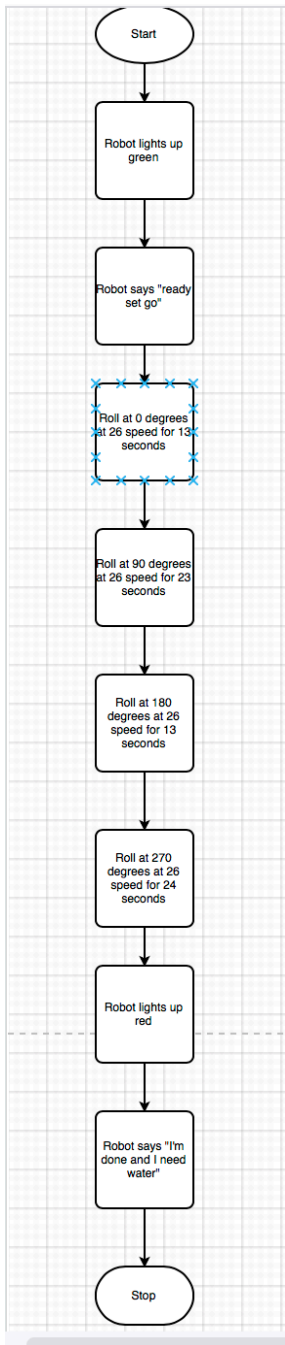 Start
Robot lights up
green
Robot says "ready
set go"
Roll at 0 degrees
at 26 speed for 13
seconds
Roll at 90 degrees
at 26 speed for 23
seconds
Roll at 180
degrees at 26
speed for 13
seconds
Roll at 270
degrees at 26
speed for 24
seconds
Robot lights up
red
Robot says "I'm
done and I need
water"
Stop